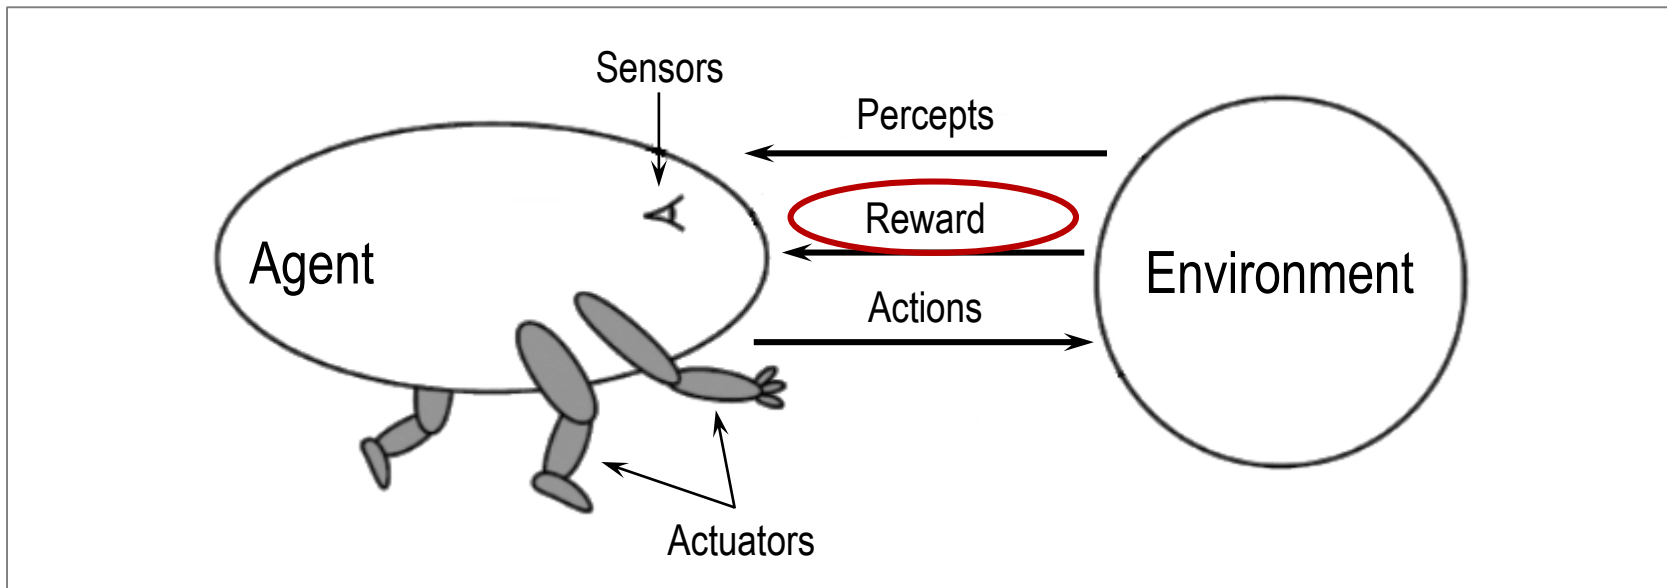 Sensors
Percepts
Reward
Agent
Environment
Actions
Actuators